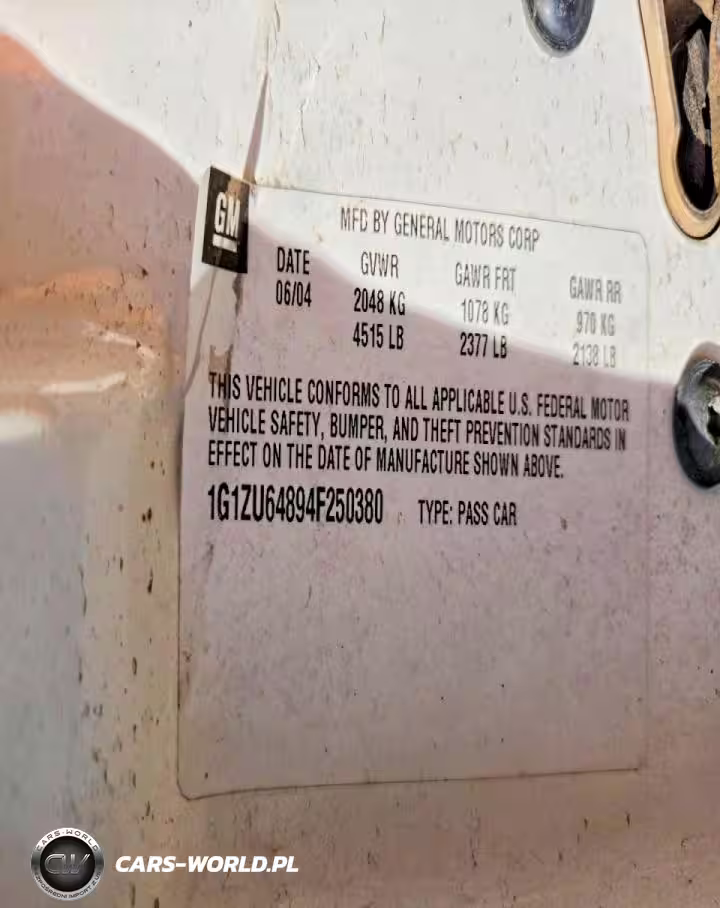 GM
MFD BY GENERAL MOTORS CORP
DATE GVWR GAWR FRT GAWR RR
06/04 2048 KG 1078 KG 970 KG
4515 LB 2377 LB 2138 LB
THIS VEHICLE CONFORMS TO ALL APPLICABLE U.S. FEDERAL MOTOR
VEHICLE SAFETY, BUMPER, AND THEFT PREVENTION STANDARDS IN
EFFECT ON THE DATE OF MANUFACTURE SHOWN ABOVE.
1G1ZU64894F250380 TYPE: PASS CAR
CARS-WORLD
CW
CARS-WORLD.PL